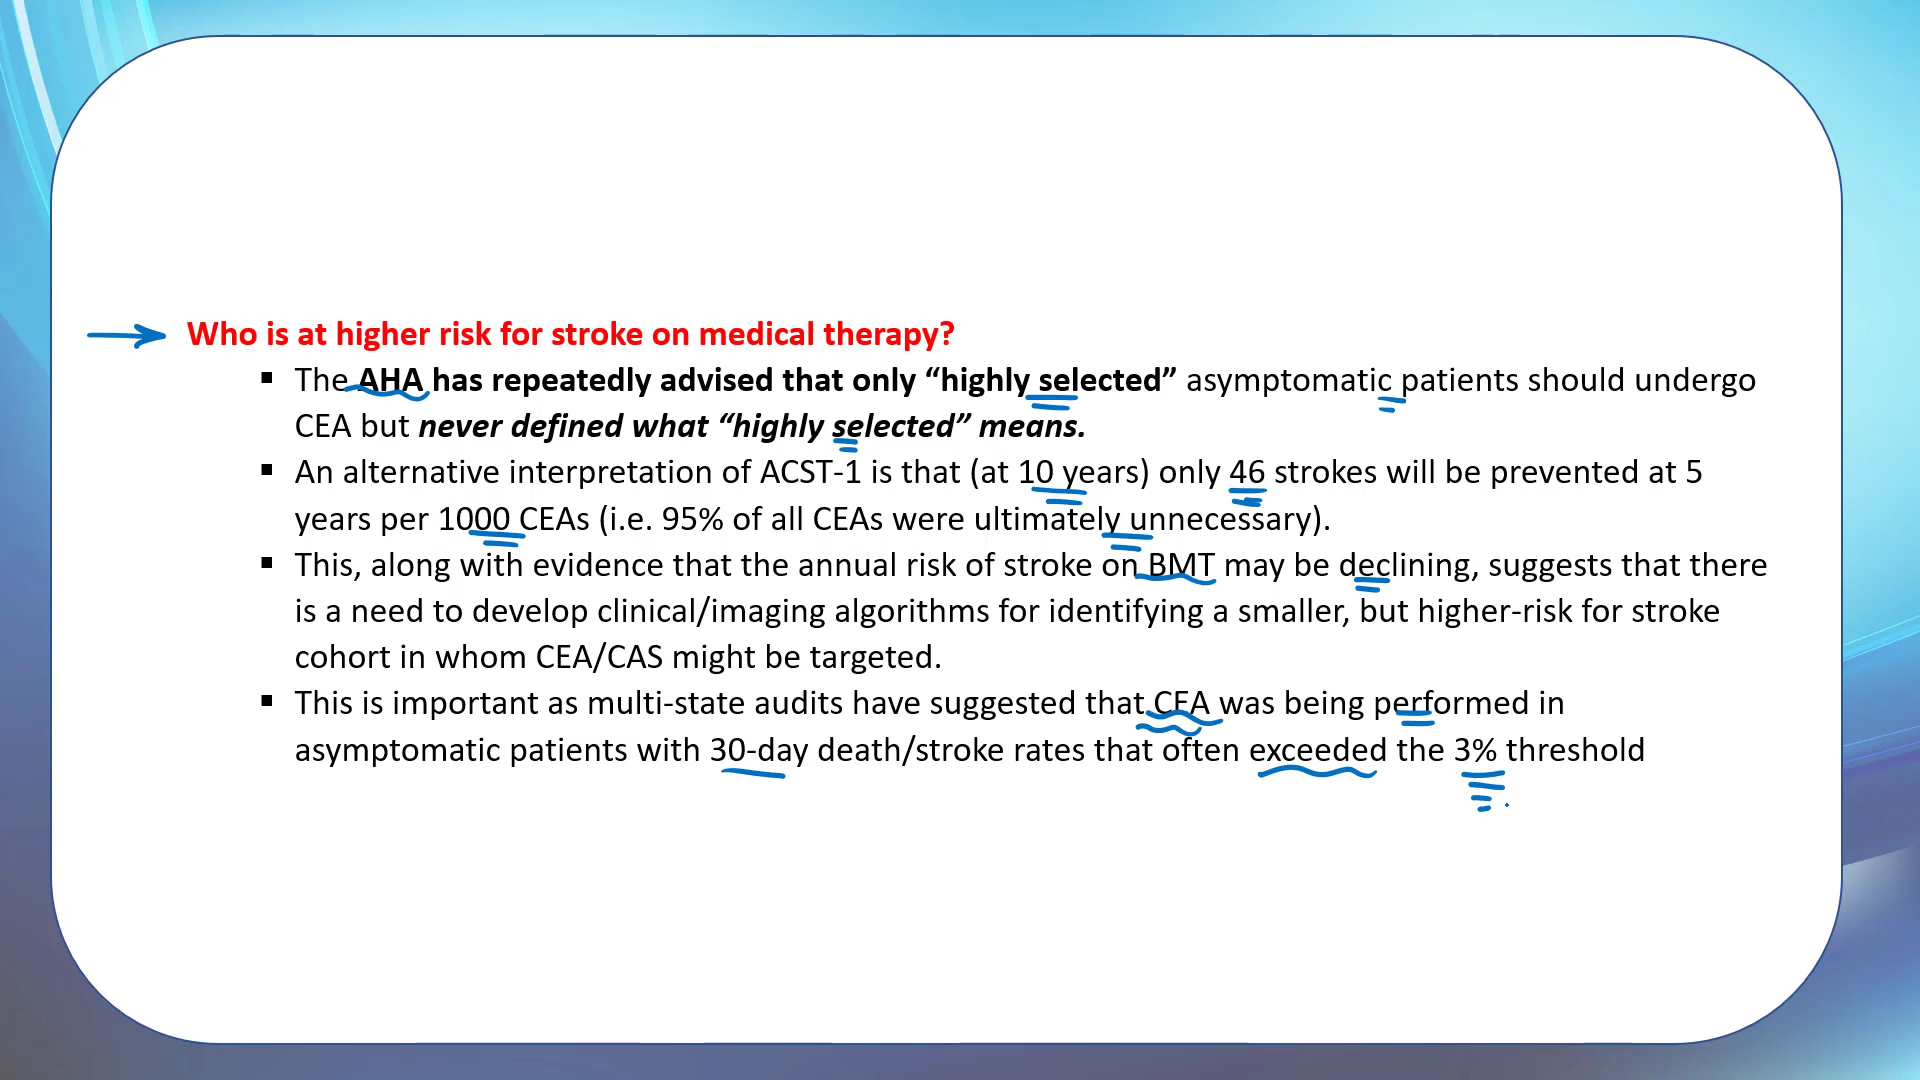 Who is at higher risk for stroke on medical therapy?
▪ The AHA has repeatedly advised that only “highly selected” asymptomatic patients should undergo
CEA but never defined what “highly selected” means.
▪ An alternative interpretation of ACST-1 is that (at 10 years) only 46 strokes will be prevented at 5
years per 1000 CEAs (i.e. 95% of all CEAs were ultimately unnecessary).
▪ This, along with evidence that the annual risk of stroke on BMT may be declining, suggests that there
is a need to develop clinical/imaging algorithms for identifying a smaller, but higher-risk for stroke
cohort in whom CEA/CAS might be targeted.
▪ This is important as multi-state audits have suggested that CEA was being performed in
asymptomatic patients with 30-day death/stroke rates that often exceeded the 3% threshold